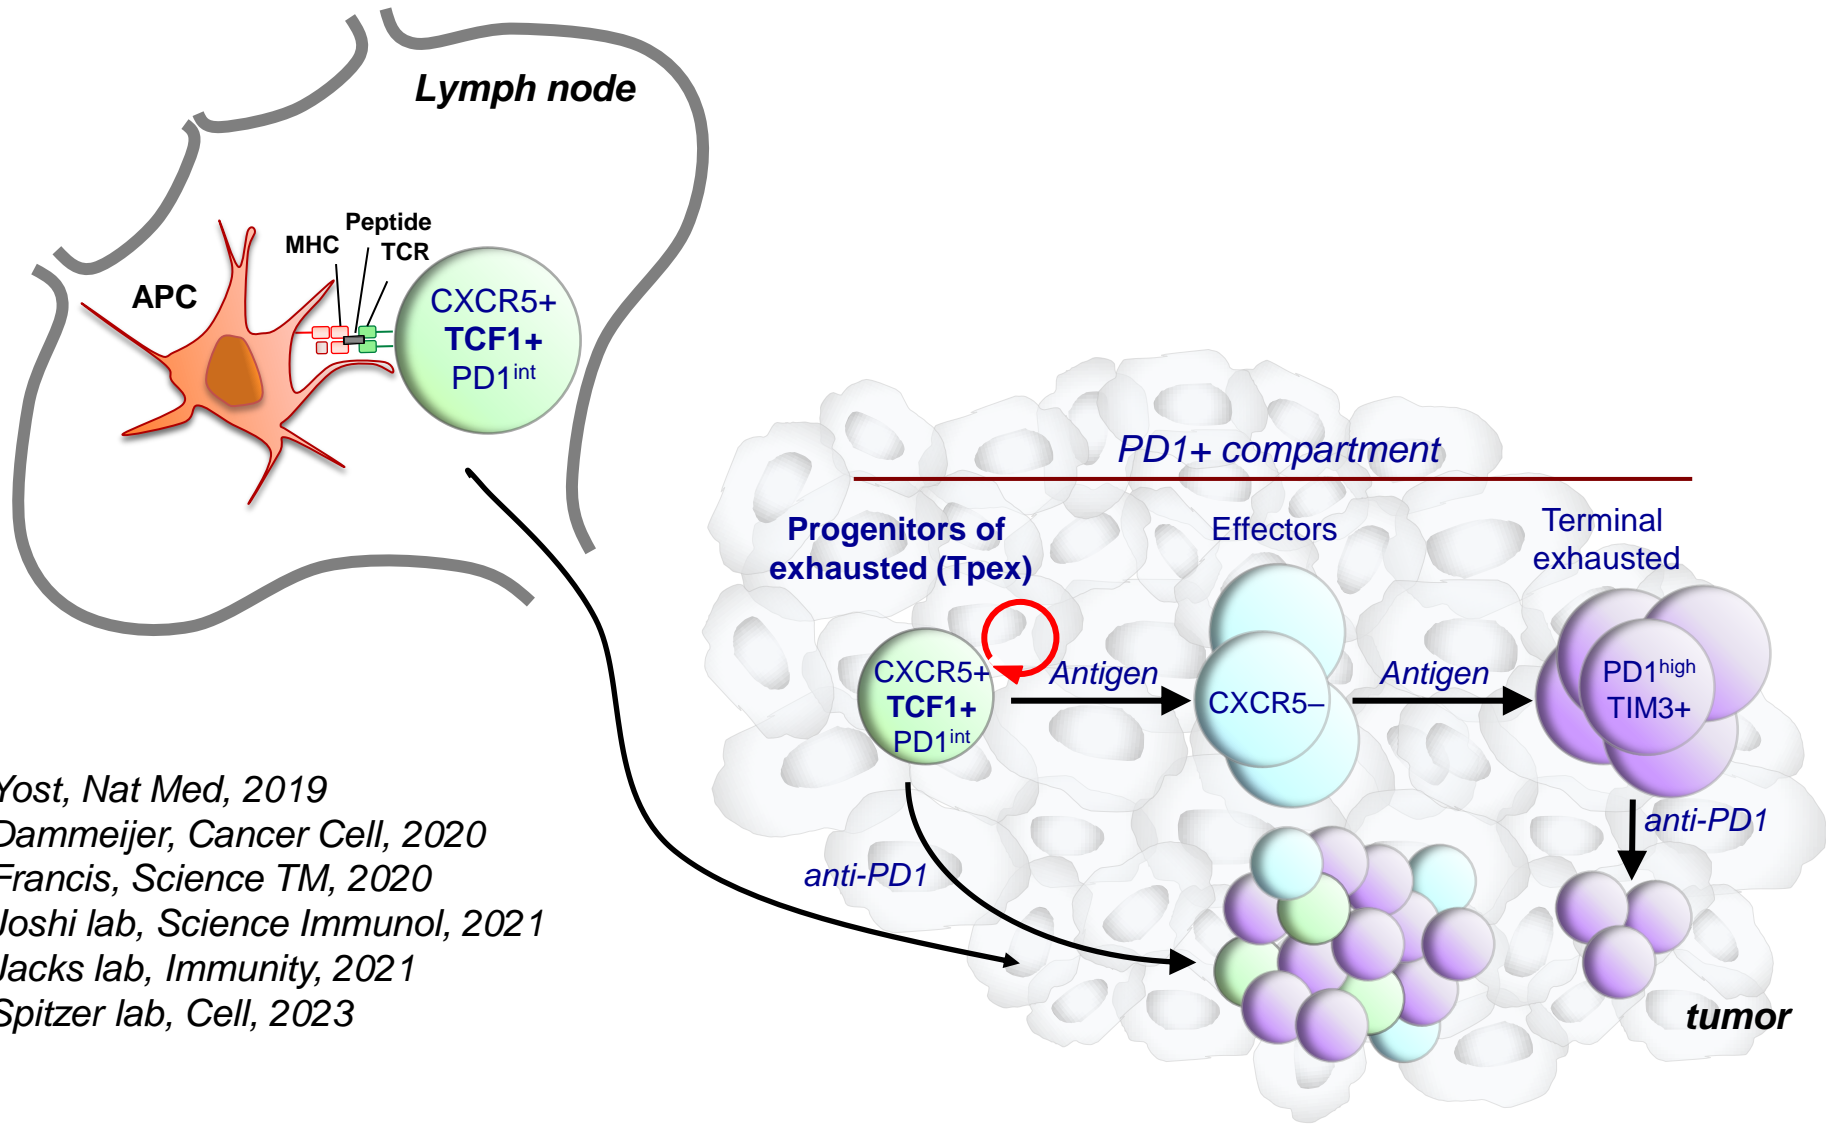 Lymph node
Peptide
MHC
TCR
APC
CXCR5+
TCF1+
PD1int
PD1+ compartment
Progenitors of
exhausted (Tpex)
Effectors
Terminal
exhausted
CXCR5+
TCF1+
PD1int
Antigen
CXCR5–
Antigen
PD1high
TIM3+
anti-PD1
anti-PD1
tumor
Yost, Nat Med, 2019
Dammeijer, Cancer Cell, 2020
Francis, Science TM, 2020
Joshi lab, Science Immunol, 2021
Jacks lab, Immunity, 2021
Spitzer lab, Cell, 2023